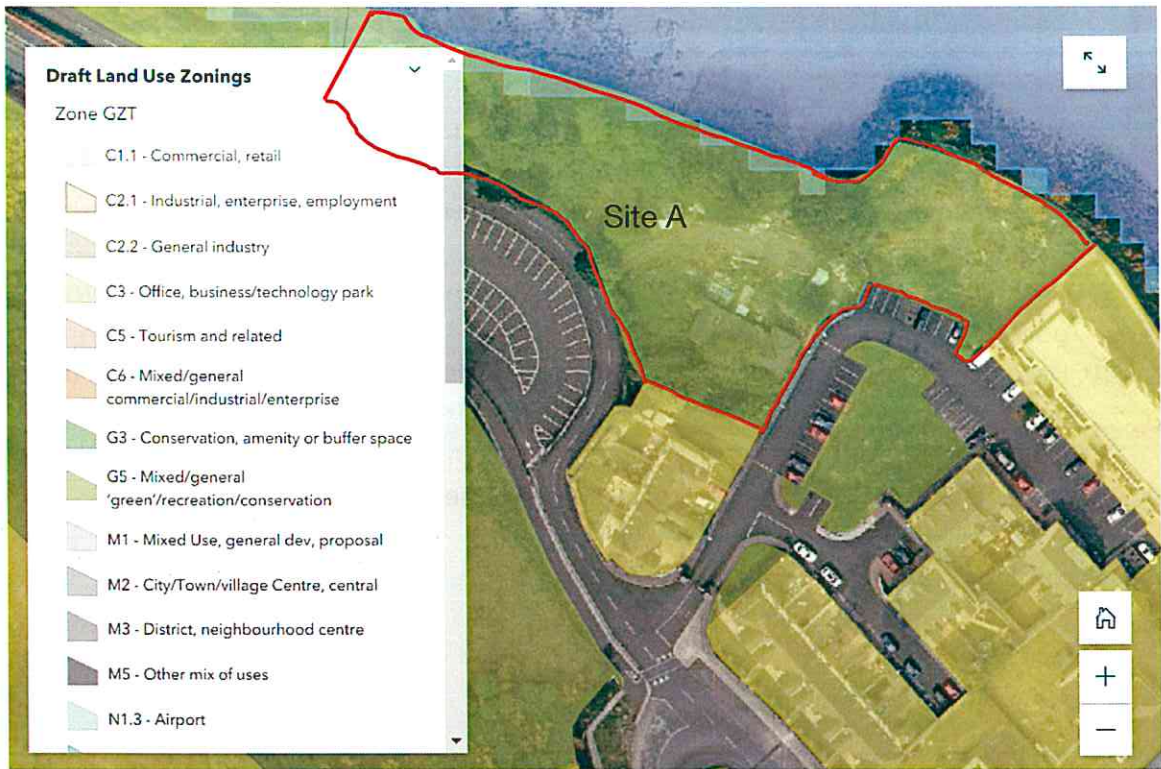 Draft Land Use Zonings
Zone GZT
C1.1 - Commercial, retail
C2.1 - Industrial, enterprise, employment
C2.2 - General industry
C3 - Office, business/technology park
C5 - Tourism and related
C6 - Mixed/general
commercial/industrial/enterprise
G3 - Conservation, amenity or buffer space
G5 - Mixed/general
'green'/recreation/conservation
M1 - Mixed Use, general dev, proposal
M2 - City/Town/village Centre, central
M3 - District, neighbourhood centre
M5 - Other mix of uses
N1.3 - Airport
Site A